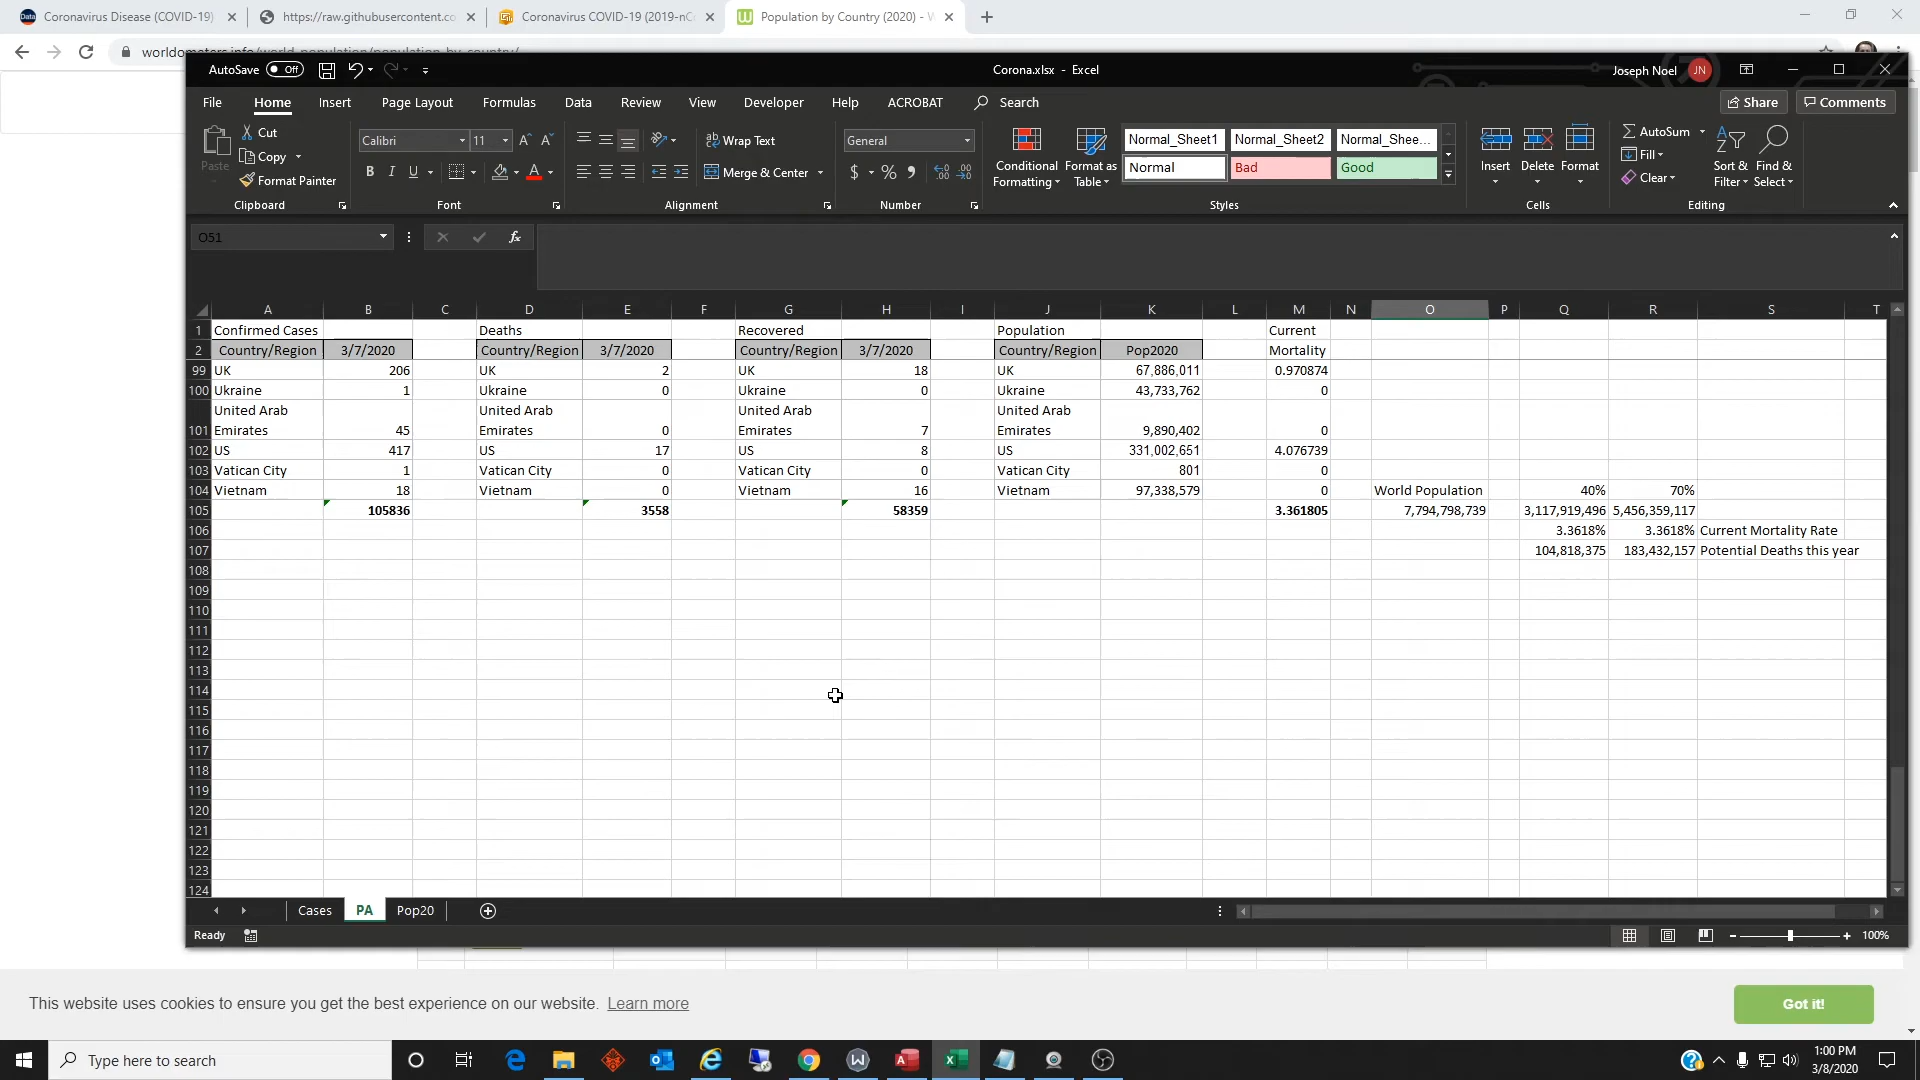 Coronavirus Disease (COVID-19)
https://raw.githubusercontent.co
Coronavirus COVID-19 (2019-nC
Population by Country (2020) - W
worldometers.info/world-population/population-by-country/
AutoSave Off
Corona.xlsx - Excel
Joseph Noel JN
File Home Insert Page Layout Formulas Data Review View Developer Help ACROBAT Search
Share Comments
Paste
Cut
Copy
Format Painter
Clipboard
Calibri 11
B I U
Font
Wrap Text
Merge & Center
Alignment
General
$ % 9
Number
Conditional Formatting
Format as Table
Normal_Sheet1 Normal_Sheet2 Normal_Shee...
Normal Bad Good
Styles
Insert Delete Format
Cells
AutoSum
Fill
Clear
Sort & Filter
Find & Select
Editing
O51
fx
A B C D E F G H I J K L M N O P Q R S T
1 Confirmed Cases Deaths Recovered Population Current
2 Country/Region 3/7/2020 Country/Region 3/7/2020 Country/Region 3/7/2020 Country/Region Pop2020 Mortality
99 UK 206 UK 2 UK 18 UK 67,886,011 0.970874
100 Ukraine 1 Ukraine 0 Ukraine 0 Ukraine 43,733,762 0
United Arab United Arab United Arab United Arab
101 Emirates 45 Emirates 0 Emirates 7 Emirates 9,890,402 0
102 US 417 US 17 US 8 US 331,002,651 4.076739
103 Vatican City 1 Vatican City 0 Vatican City 0 Vatican City 801 0
104 Vietnam 18 Vietnam 0 Vietnam 16 Vietnam 97,338,579 0 World Population 40% 70%
105 105836 3558 58359 3.361805 7,794,798,739 3,117,919,496 5,456,359,117
106 3.3618% 3.3618% Current Mortality Rate
107 104,818,375 183,432,157 Potential Deaths this year
108
109
110
111
112
113
114
115
116
117
118
119
120
121
122
123
124
Cases PA Pop20
Ready
100%
This website uses cookies to ensure you get the best experience on our website. Learn more
Got it!
Type here to search
1:00 PM
3/8/2020